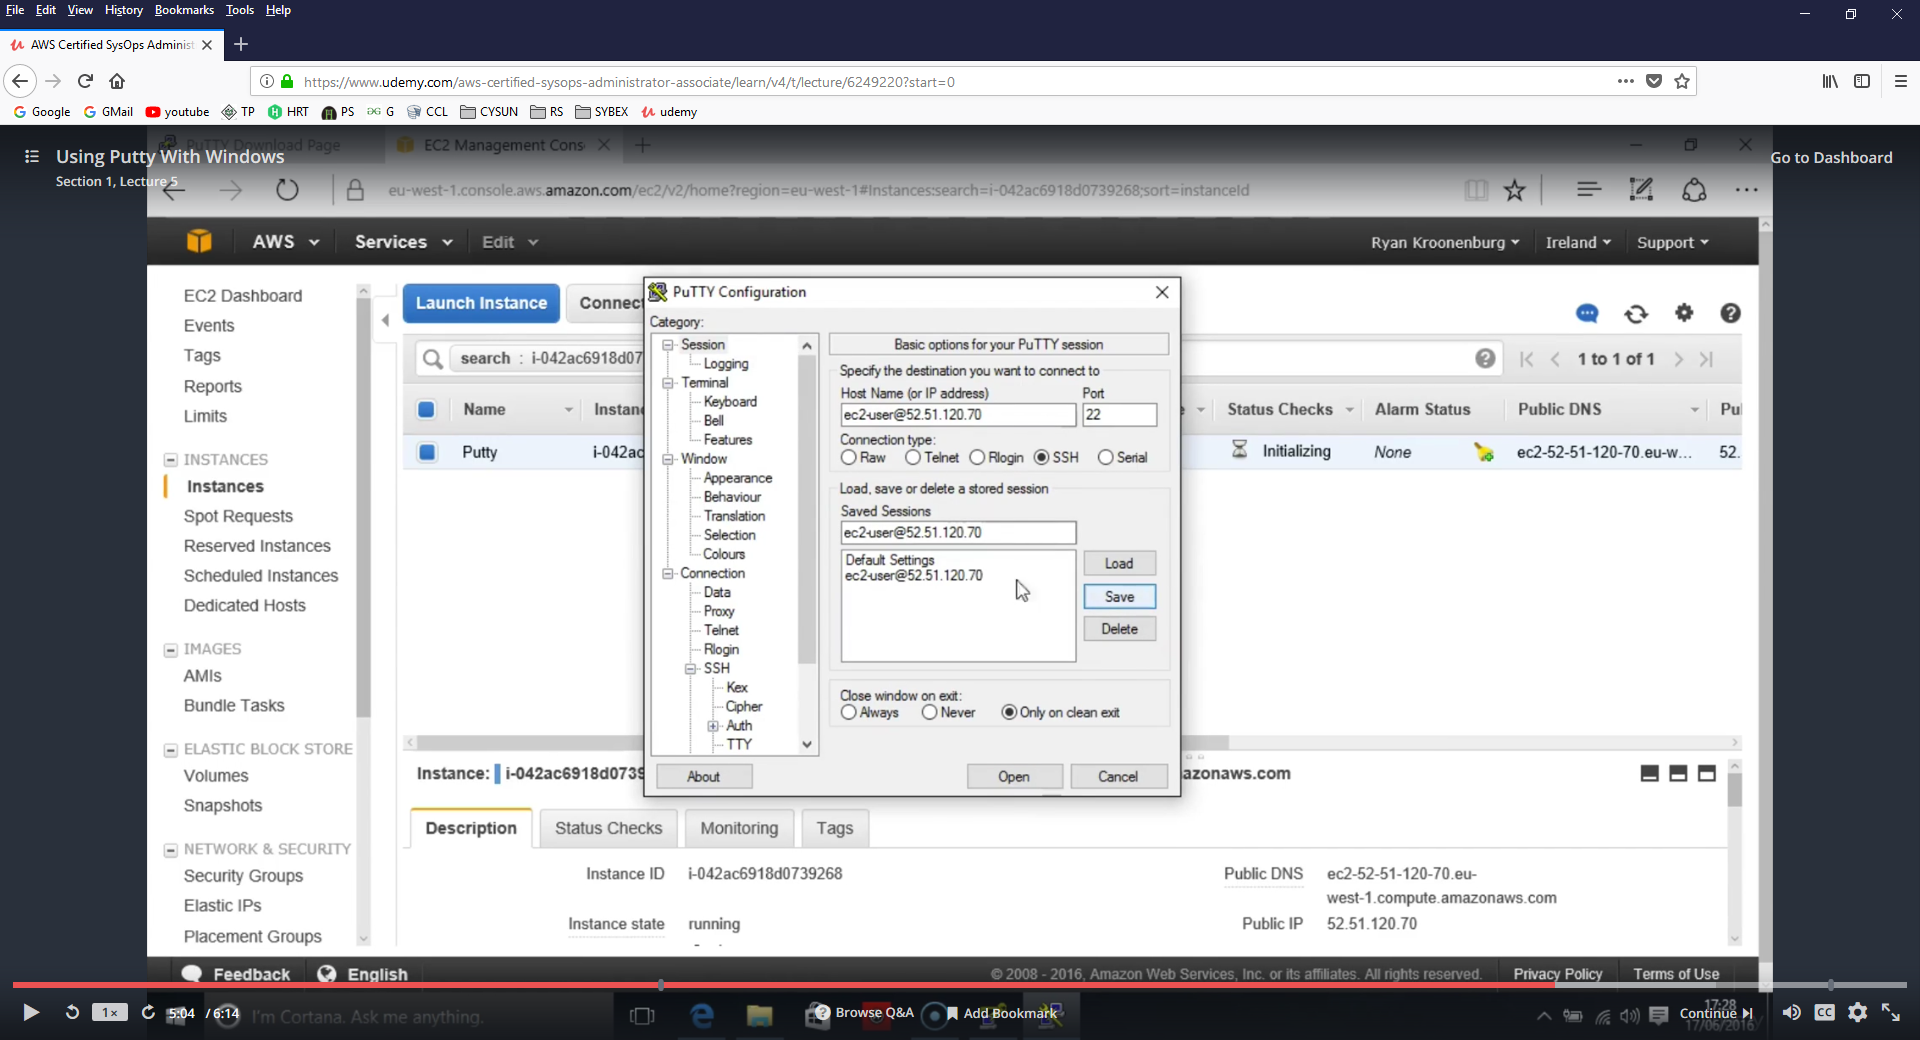 File Edit View History Bookmarks Tools Help
AWS Certified SysOps Administ
https://www.udemy.com/aws-certified-sysops-administrator-associate/learn/v4/t/lecture/6249220?start=0
Google GMail youtube TP HRT PS G CCL CYSUN RS SYBEX udemy
PuTTY Download Page EC2 Management Cons
Using Putty With Windows
Go to Dashboard
Section 1, Lecture 5
eu-west-1.console.aws.amazon.com/ec2/v2/home?region=eu-west-1#Instances:search=i-042ac6918d0739268;sort=instanceId
AWS Services Edit Ryan Kroonenburg Ireland Support
EC2 Dashboard
Events
Tags
Reports
Limits
INSTANCES
Instances
Spot Requests
Reserved Instances
Scheduled Instances
Dedicated Hosts
IMAGES
AMIs
Bundle Tasks
ELASTIC BLOCK STORE
Volumes
Snapshots
NETWORK & SECURITY
Security Groups
Elastic IPs
Placement Groups
Launch Instance Connect
search : i-042ac6918d07
1 to 1 of 1
Name Instanc Status Checks Alarm Status Public DNS Pu
Putty i-042ac Initializing None ec2-52-51-120-70.eu-w... 52.
PuTTY Configuration
Category:
Session
Logging
Terminal
Keyboard
Bell
Features
Window
Appearance
Behaviour
Translation
Selection
Colours
Connection
Data
Proxy
Telnet
Rlogin
SSH
Kex
Cipher
Auth
TTY
Basic options for your PuTTY session
Specify the destination you want to connect to
Host Name (or IP address) Port
ec2-user@52.51.120.70 22
Connection type:
Raw Telnet Rlogin SSH Serial
Load, save or delete a stored session
Saved Sessions
ec2-user@52.51.120.70
Default Settings
ec2-user@52.51.120.70
Load
Save
Delete
Close window on exit:
Always Never Only on clean exit
About Open Cancel
Instance: i-042ac6918d0739 azonaws.com
Description Status Checks Monitoring Tags
Instance ID i-042ac6918d0739268
Instance state running
Public DNS ec2-52-51-120-70.eu-
west-1.compute.amazonaws.com
Public IP 52.51.120.70
Feedback English © 2008 - 2016, Amazon Web Services, Inc. or its affiliates. All rights reserved. Privacy Policy Terms of Use
1× 5:04 / 6:14 I'm Cortana. Ask me anything. Browse Q&A Add Bookmark Continue CC
17:28
17/06/2016